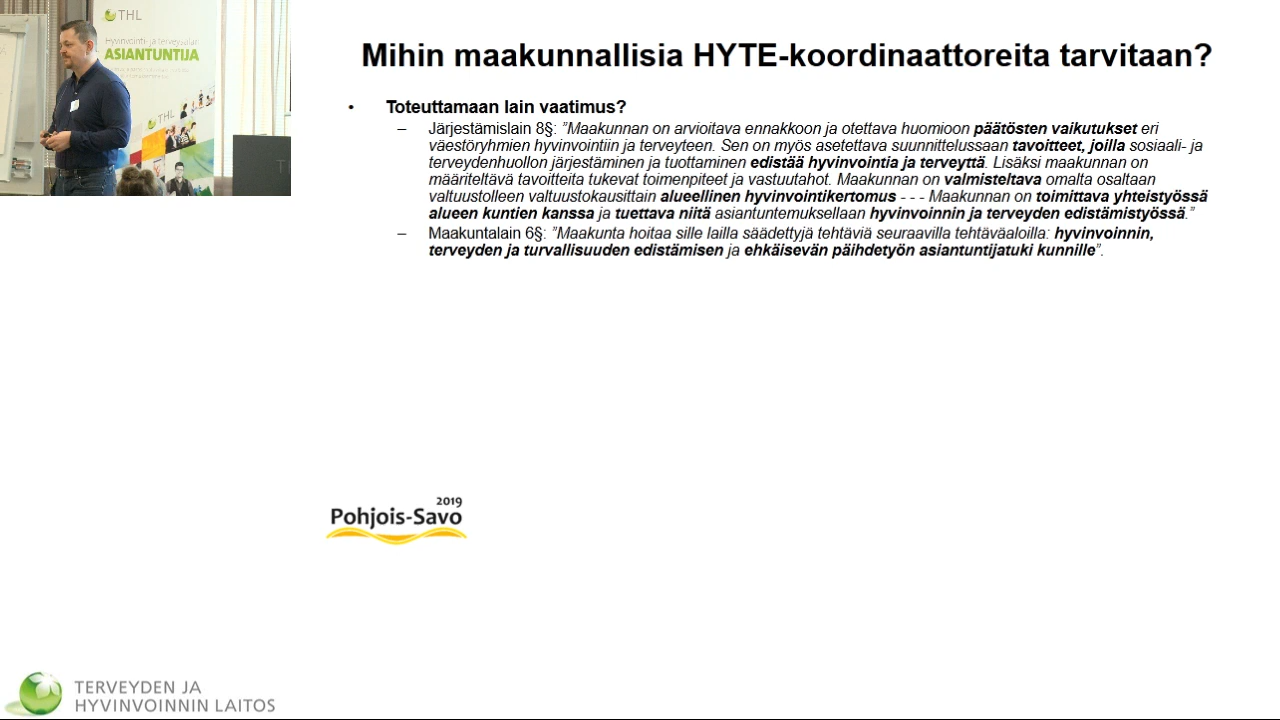 THL
Hyvinvointi- ja terveysalan
ASIANTUNTIJA
THL
Mihin maakunnallisia HYTE-koordinaattoreita tarvitaan?
• Toteuttamaan lain vaatimus?
– Järjestämislain 8§: ”Maakunnan on arvioitava ennakkoon ja otettava huomioon päätösten vaikutukset eri
väestöryhmien hyvinvointiin ja terveyteen. Sen on myös asetettava suunnittelussaan tavoitteet, joilla sosiaali- ja
terveydenhuollon järjestäminen ja tuottaminen edistää hyvinvointia ja terveyttä. Lisäksi maakunnan on
määriteltävä tavoitteita tukevat toimenpiteet ja vastuutahot. Maakunnan on valmisteltava omalta osaltaan
valtuustolleen valtuustokausittain alueellinen hyvinvointikertomus - - - Maakunnan on toimittava yhteistyössä
alueen kuntien kanssa ja tuettava niitä asiantuntemuksellaan hyvinvoinnin ja terveyden edistämistyössä.”
– Maakuntalain 6§: ”Maakunta hoitaa sille lailla säädettyjä tehtäviä seuraavilla tehtäväaloilla: hyvinvoinnin,
terveyden ja turvallisuuden edistämisen ja ehkäisevän päihdetyön asiantuntijatuki kunnille”.
2019
Pohjois-Savo
TERVEYDEN JA
HYVINVOINNIN LAITOS